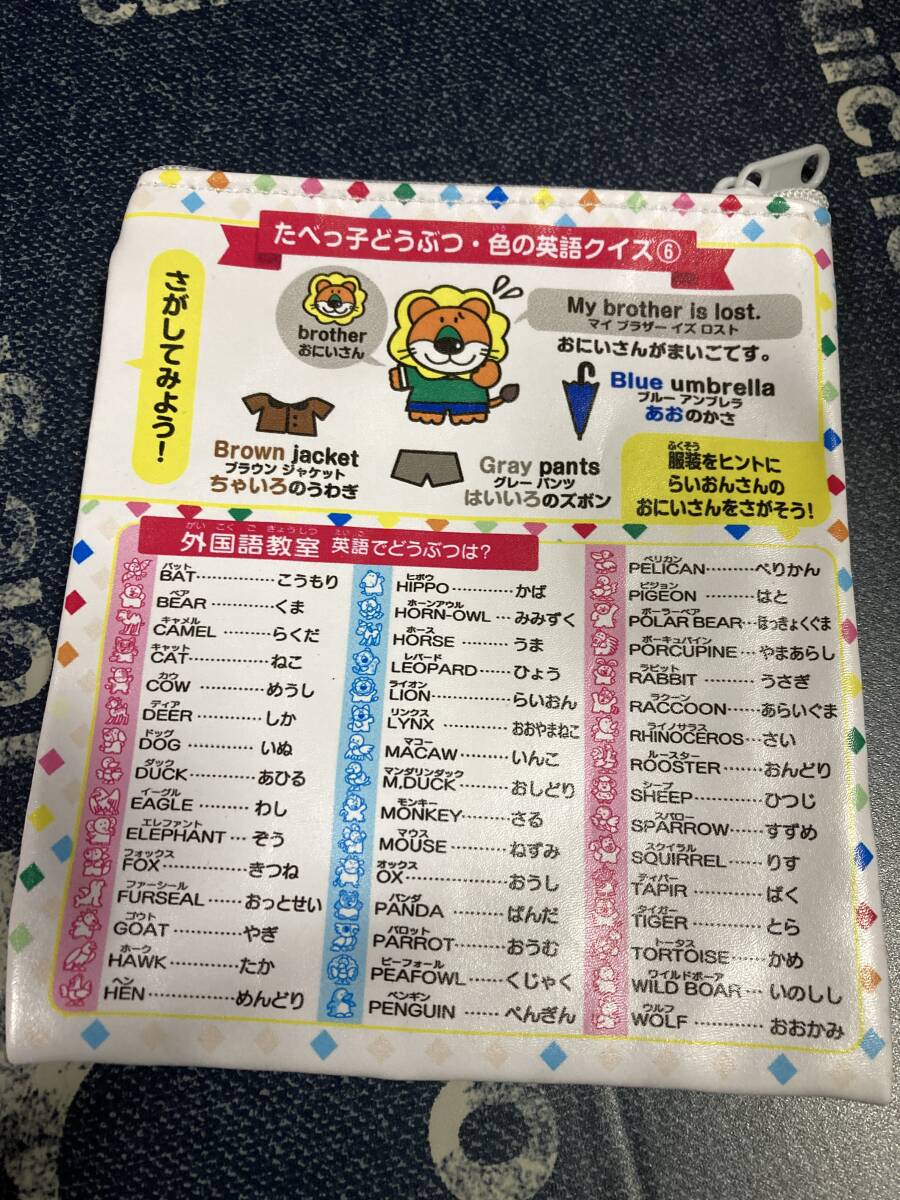 たべっ子どうぶつ・色の英語クイズ⑥
いろ えいご
さがしてみよう!
brother
おにいさん
My brother is lost.
マイ ブラザー イズ ロスト
おにいさんがまいごです。
Blue umbrella
ブルー アンブレラ
あおのかさ
Brown jacket
ブラウン ジャケット
ちゃいろのうわぎ
Gray pants
グレー パンツ
はいいろのズボン
ふくそう
服装をヒントに
らいおんさんの
おにいさんをさがそう!
がい こく ご きょうしつ えい ご
外国語教室 英語でどうぶつは?
バット
BAT…………こうもり
ベア
BEAR…………くま
キャメル
CAMEL………らくだ
キャット
CAT……………ねこ
カウ
COW…………めうし
ディア
DEER…………しか
ドッグ
DOG……………いぬ
ダック
DUCK…………あひる
イーグル
EAGLE………わし
エレファント
ELEPHANT…ぞう
フォックス
FOX……………きつね
ファーシール
FURSEAL……おっとせい
ゴウト
GOAT…………やぎ
ホーク
HAWK…………たか
ヘン
HEN……………めんどり
ヒポウ
HIPPO…………かば
ホーンアウル
HORN-OWL…みみずく
ホース
HORSE………うま
レパード
LEOPARD……ひょう
ライオン
LION…………らいおん
リンクス
LYNX…………おおやまねこ
マコー
MACAW………いんこ
マンダリンダック
M.DUCK………おしどり
モンキー
MONKEY……さる
マウス
MOUSE………ねずみ
オックス
OX……………おうし
パンダ
PANDA………ぱんだ
パロット
PARROT……おうむ
ピーフォール
PEAFOWL……くじゃく
ペンギン
PENGUIN……ぺんぎん
ペリカン
PELICAN……ぺりかん
ピジョン
PIGEON………はと
ポーラーベア
POLAR BEAR…ほっきょくぐま
ポーキュパイン
PORCUPINE…やまあらし
ラビット
RABBIT………うさぎ
ラクーン
RACCOON……あらいぐま
ライノサラス
RHINOCEROS…さい
ルースター
ROOSTER……おんどり
シープ
SHEEP…………ひつじ
スパロー
SPARROW……すずめ
スクイラル
SQUIRREL……りす
テイパー
TAPIR…………ばく
タイガー
TIGER…………とら
トータス
TORTOISE……かめ
ワイルドボーア
WILD BOAR…いのしし
ウルフ
WOLF…………おおかみ